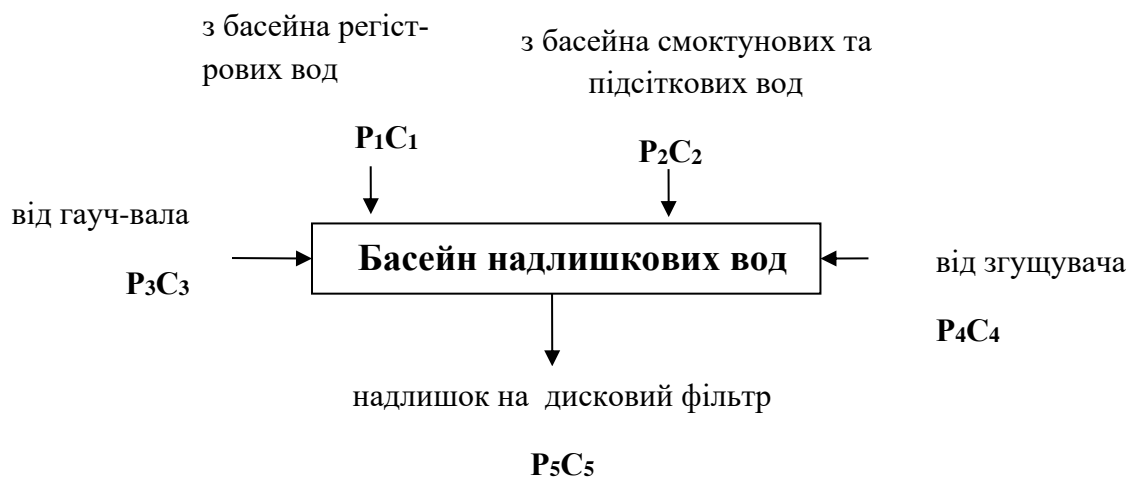 з басейна регіст-
рових вод
з басейна смоктунових та
підсіткових вод
P₁C₁
P₂C₂
від гауч-вала
P₃C₃
Басейн надлишкових вод
від згущувача
P₄C₄
надлишок на дисковий фільтр
P₅C₅